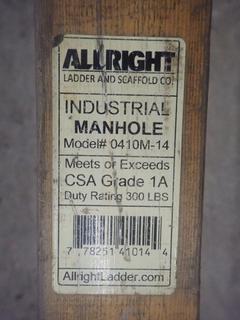 ALLRIGHT
LADDER AND SCAFFOLD CO.
INDUSTRIAL
MANHOLE
Model# 0410M-14
Meets or Exceeds
CSA Grade 1A
Duty Rating 300 LBS
7 78251 41014 4
AllrightLadder.com